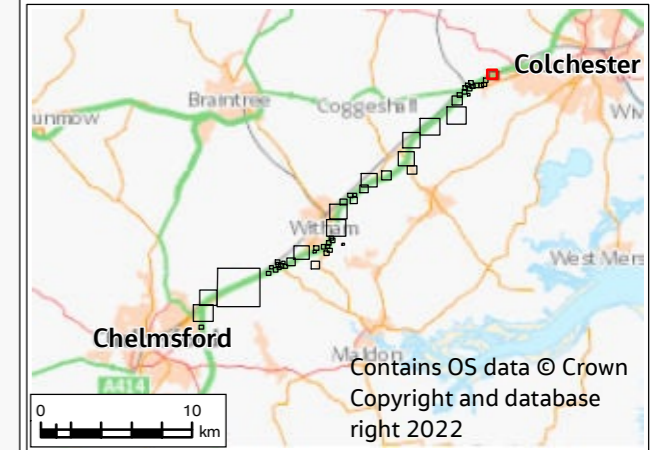 Colchester
Braintree
Coggeshall
unmow
Witham
West Mers
Chelmsford
Maldon
Contains OS data © Crown
Copyright and database
right 2022
A414
0 10
km